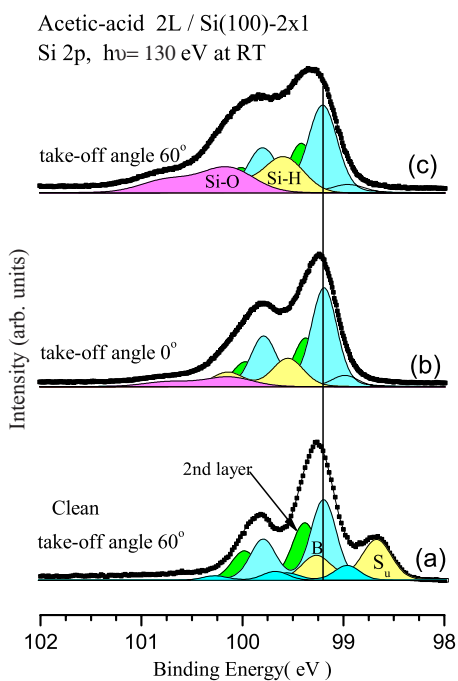 Acetic-acid 2L / Si(100)-2x1
Si 2p, hυ= 130 eV at RT
take-off angle 60°
(c)
Si-O
Si-H
Intensity (arb. units)
take-off angle 0°
(b)
2nd layer
Clean
take-off angle 60°
B
Su
(a)
102 101 100 99 98
Binding Energy( eV )